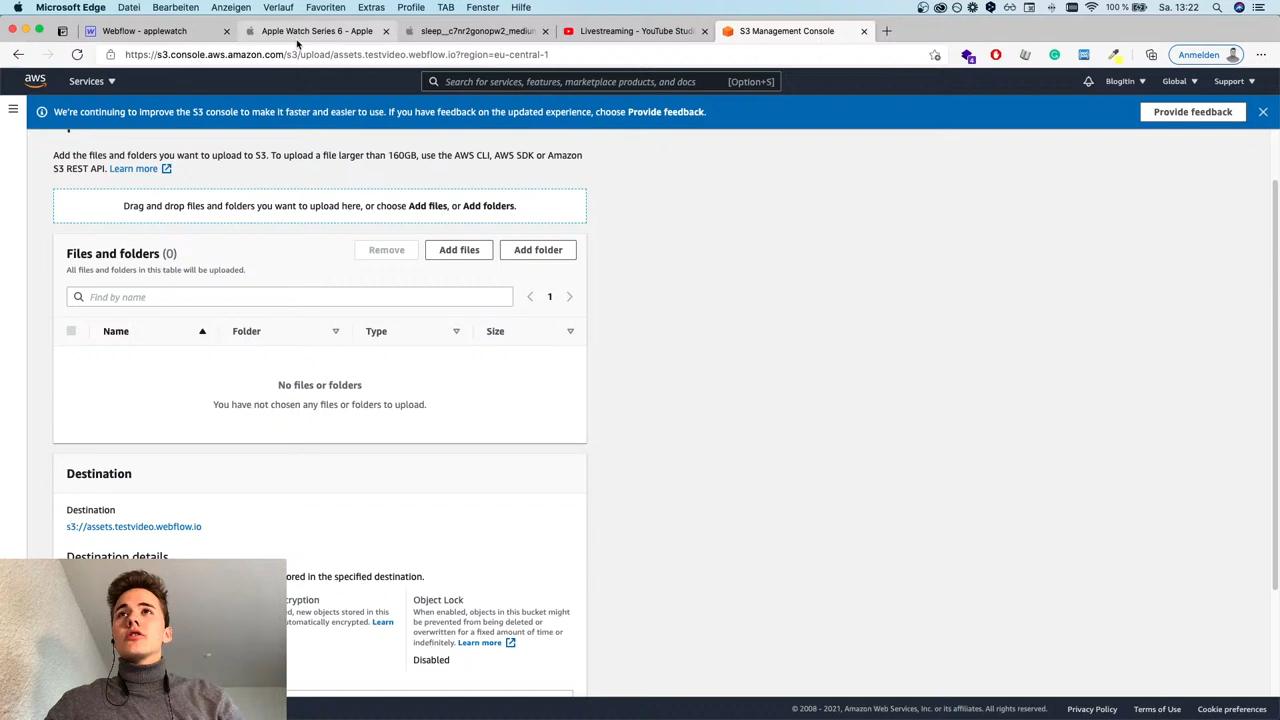 Microsoft Edge Datei Bearbeiten Anzeigen Verlauf Favoriten Extras Profile TAB Fenster Hilfe 100 % Sa. 13:22
Webflow - applewatch Apple Watch Series 6 - Apple sleep__c7nr2gonopw2_medium Livestreaming - YouTube Stud S3 Management Console
https://s3.console.aws.amazon.com/s3/upload/assets.testvideo.webflow.io?region=eu-central-1 Anmelden
aws Services Search for services, features, marketplace products, and docs [Option+S] BlogItin Global Support
We're continuing to improve the S3 console to make it faster and easier to use. If you have feedback on the updated experience, choose Provide feedback. Provide feedback
Add the files and folders you want to upload to S3. To upload a file larger than 160GB, use the AWS CLI, AWS SDK or Amazon
S3 REST API. Learn more
Drag and drop files and folders you want to upload here, or choose Add files, or Add folders.
Files and folders (0) Remove Add files Add folder
All files and folders in this table will be uploaded.
Find by name 1
Name Folder Type Size
No files or folders
You have not chosen any files or folders to upload.
Destination
Destination
s3://assets.testvideo.webflow.io
Destination details
ored in the specified destination.
cryption Object Lock
d, new objects stored in this When enabled, objects in this bucket might
utomatically encrypted. Learn be prevented from being deleted or
overwritten for a fixed amount of time or
indefinitely. Learn more
Disabled
© 2008 - 2021, Amazon Web Services, Inc. or its affiliates. All rights reserved. Privacy Policy Terms of Use Cookie preferences